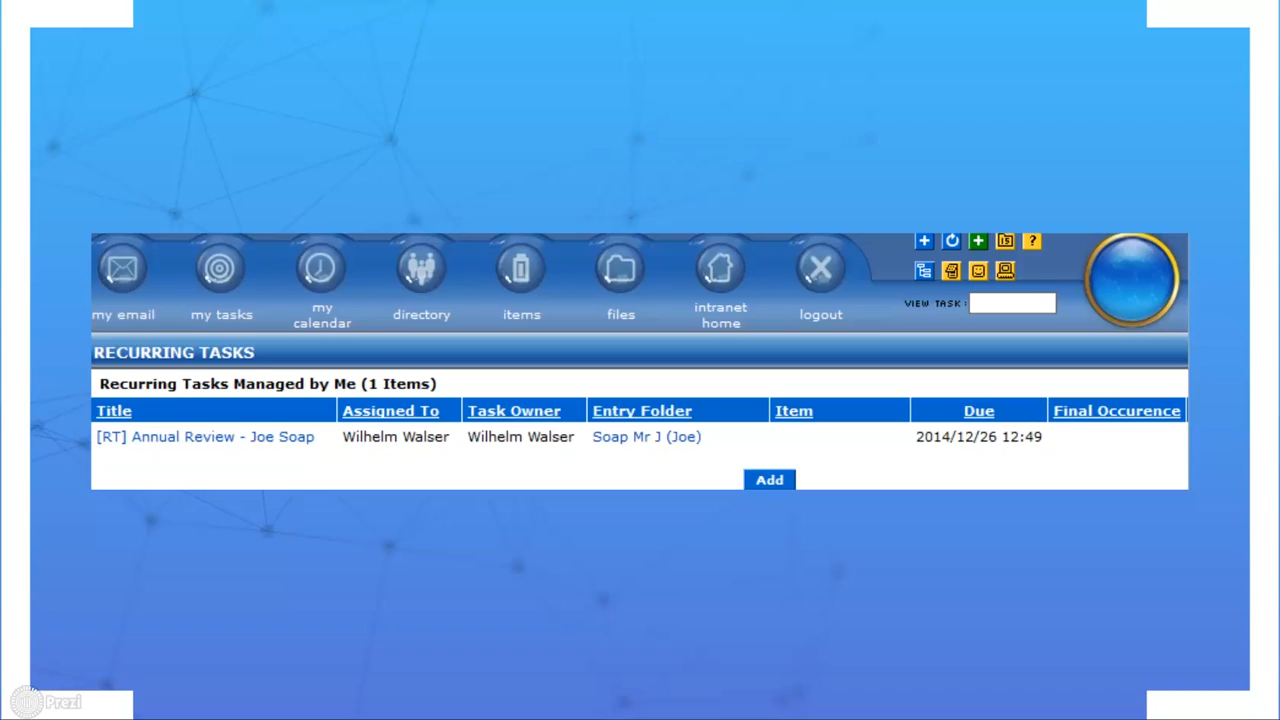 my email
my tasks
my
calendar
directory
items
files
intranet
home
logout
VIEW TASK:
RECURRING TASKS
Recurring Tasks Managed by Me (1 Items)
Title Assigned To Task Owner Entry Folder Item Due Final Occurence
[RT] Annual Review - Joe Soap Wilhelm Walser Wilhelm Walser Soap Mr J (Joe) 2014/12/26 12:49
Add
Prezi